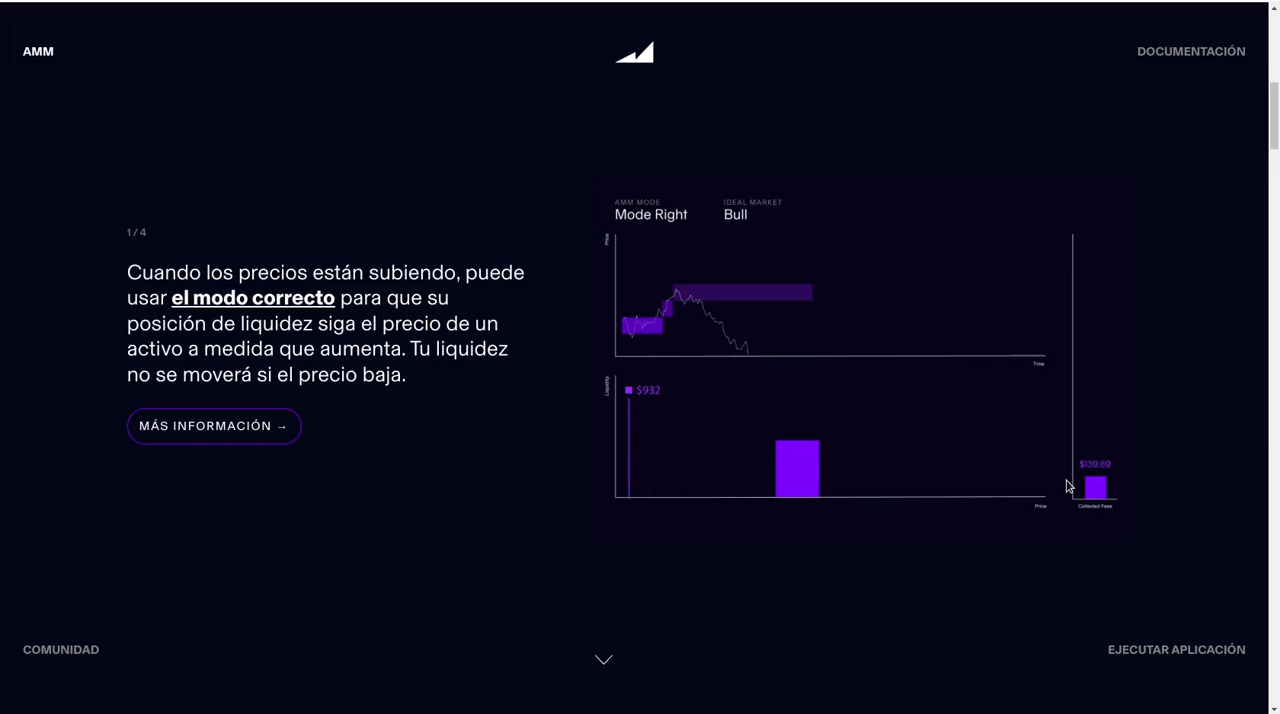 AMM
DOCUMENTACIÓN
1 / 4
Cuando los precios están subiendo, puede
usar el modo correcto para que su
posición de liquidez siga el precio de un
activo a medida que aumenta. Tu liquidez
no se moverá si el precio baja.
MÁS INFORMACIÓN →
AMM MODE
Mode Right
IDEAL MARKET
Bull
Price
Time
Liquidity
$932
Price
$139.89
Collected Fees
COMUNIDAD
EJECUTAR APLICACIÓN